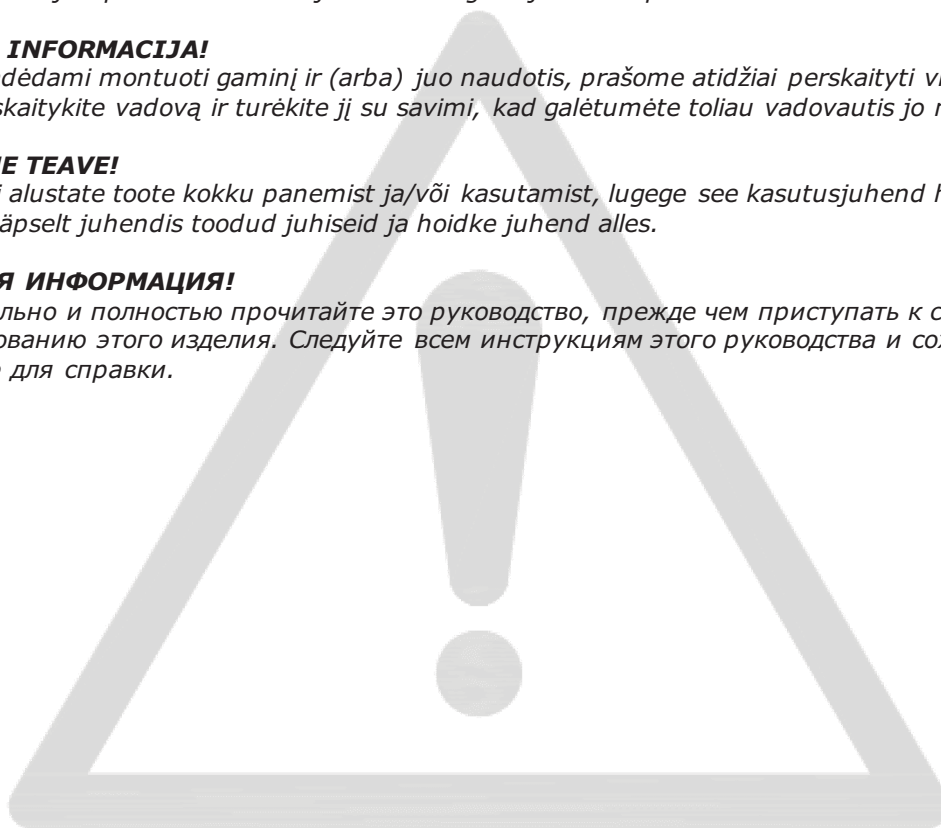 INFORMACIJA!
dėdami montuoti gaminį ir (arba) juo naudotis, prašome atidžiai perskaityti
skaitykite vadovą ir turėkite jį su savimi, kad galėtumėte toliau vadovautis jo
E TEAVE!
alustate toote kokku panemist ja/või kasutamist, lugege see kasutusjuhend
äpselt juhendis toodud juhiseid ja hoidke juhend alles.
Я ИНФОРМАЦИЯ!
льно и полностью прочитайте это руководство, прежде чем приступать к
ованию этого изделия. Следуйте всем инструкциям этого руководства и
для справки.